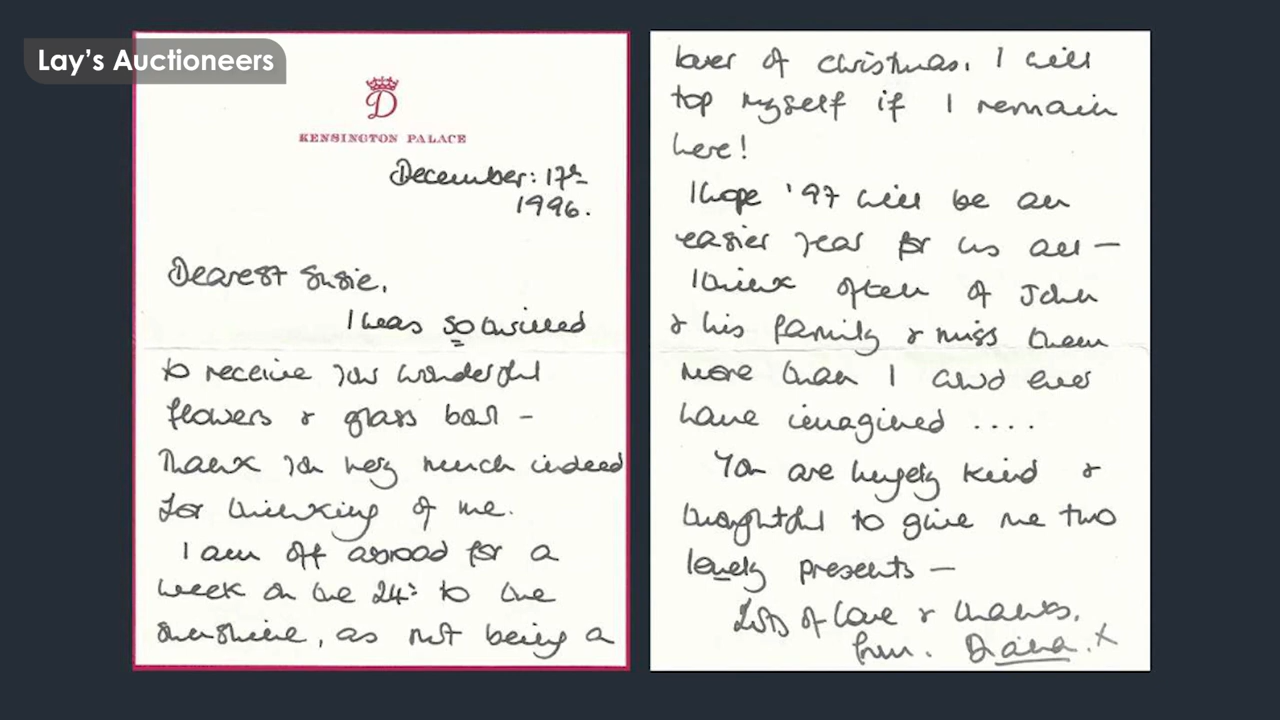 Lay's Auctioneers
D
KENSINGTON PALACE
December: 17th
1996.
Dearest Susie,
I was so thrilled
to receive your wonderful
flowers & glass ball –
Thank you very much indeed
for thinking of me.
I am off abroad for a
week on the 24: to the
sunshine, as not being a
lover of christmas, I will
top myself if I remain
here!
I hope '97 will be an
easier year for us all –
I think often of John
& his family & miss them
more than I could ever
have imagined ....
You are hugely kind &
thoughtful to give me two
lovely presents –
Lots of love & thanks,
from. Diana. x